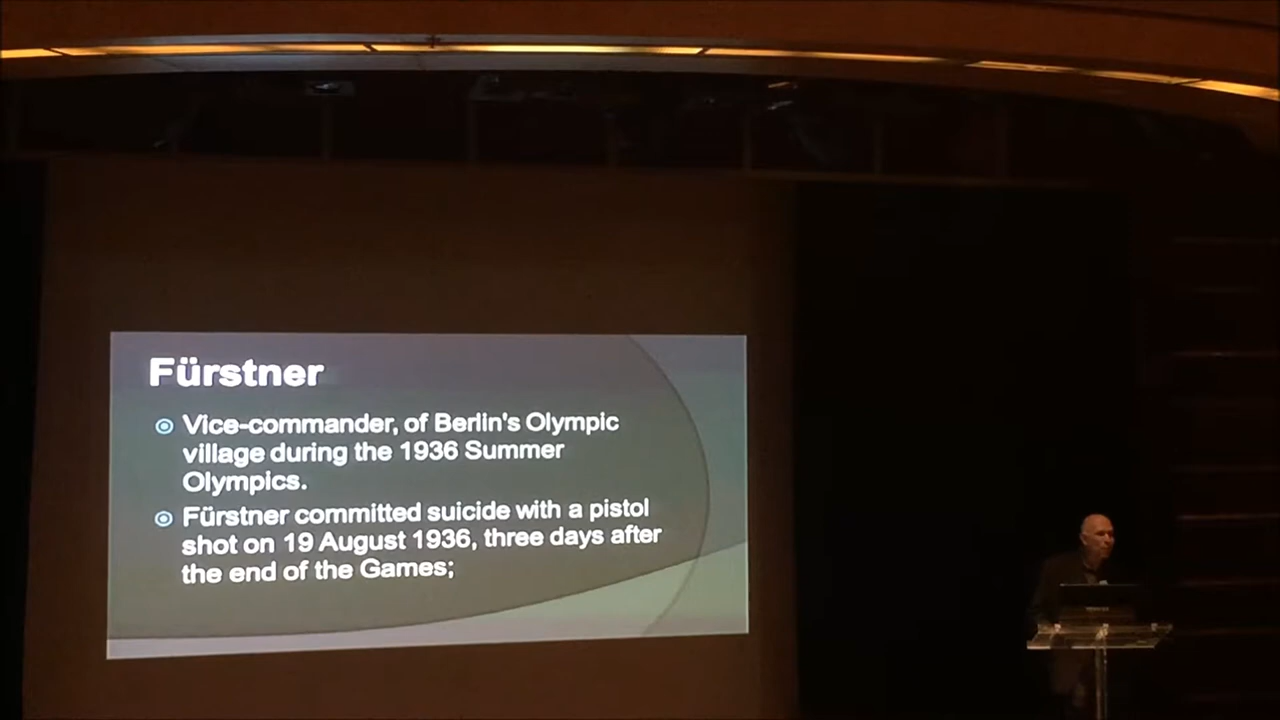 Fürstner
Vice-commander, of Berlin's Olympic
village during the 1936 Summer
Olympics.
Fürstner committed suicide with a pistol
shot on 19 August 1936, three days after
the end of the Games;